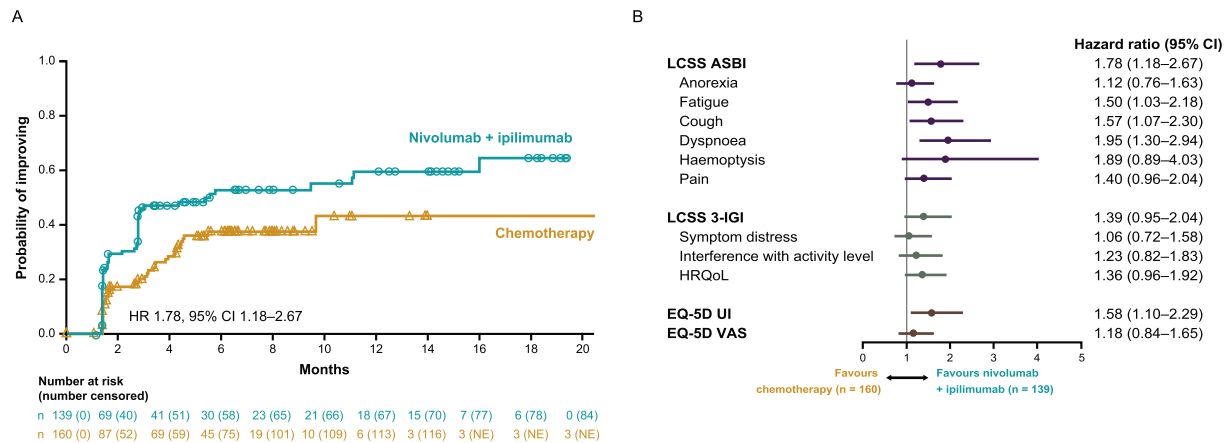 A
Probability of improving
1.0
0.8
0.6
0.4
0.2
0.0
Nivolumab + ipilimumab
Chemotherapy
HR 1.78, 95% CI 1.18–2.67
0 2 4 6 8 10 12 14 16 18 20
Months
Number at risk
(number censored)
n 139 (0) 69 (40) 41 (51) 30 (58) 23 (65) 21 (66) 18 (67) 15 (70) 7 (77) 6 (78) 0 (84)
n 160 (0) 87 (52) 69 (59) 45 (75) 19 (101) 10 (109) 6 (113) 3 (116) 3 (NE) 3 (NE) 3 (NE)
B
Hazard ratio (95% CI)
LCSS ASBI 1.78 (1.18–2.67)
Anorexia 1.12 (0.76–1.63)
Fatigue 1.50 (1.03–2.18)
Cough 1.57 (1.07–2.30)
Dyspnoea 1.95 (1.30–2.94)
Haemoptysis 1.89 (0.89–4.03)
Pain 1.40 (0.96–2.04)
LCSS 3-IGI 1.39 (0.95–2.04)
Symptom distress 1.06 (0.72–1.58)
Interference with activity level 1.23 (0.82–1.83)
HRQoL 1.36 (0.96–1.92)
EQ-5D UI 1.58 (1.10–2.29)
EQ-5D VAS 1.18 (0.84–1.65)
0 1 2 3 4 5
Favours
chemotherapy (n = 160)
Favours nivolumab
+ ipilimumab (n = 139)